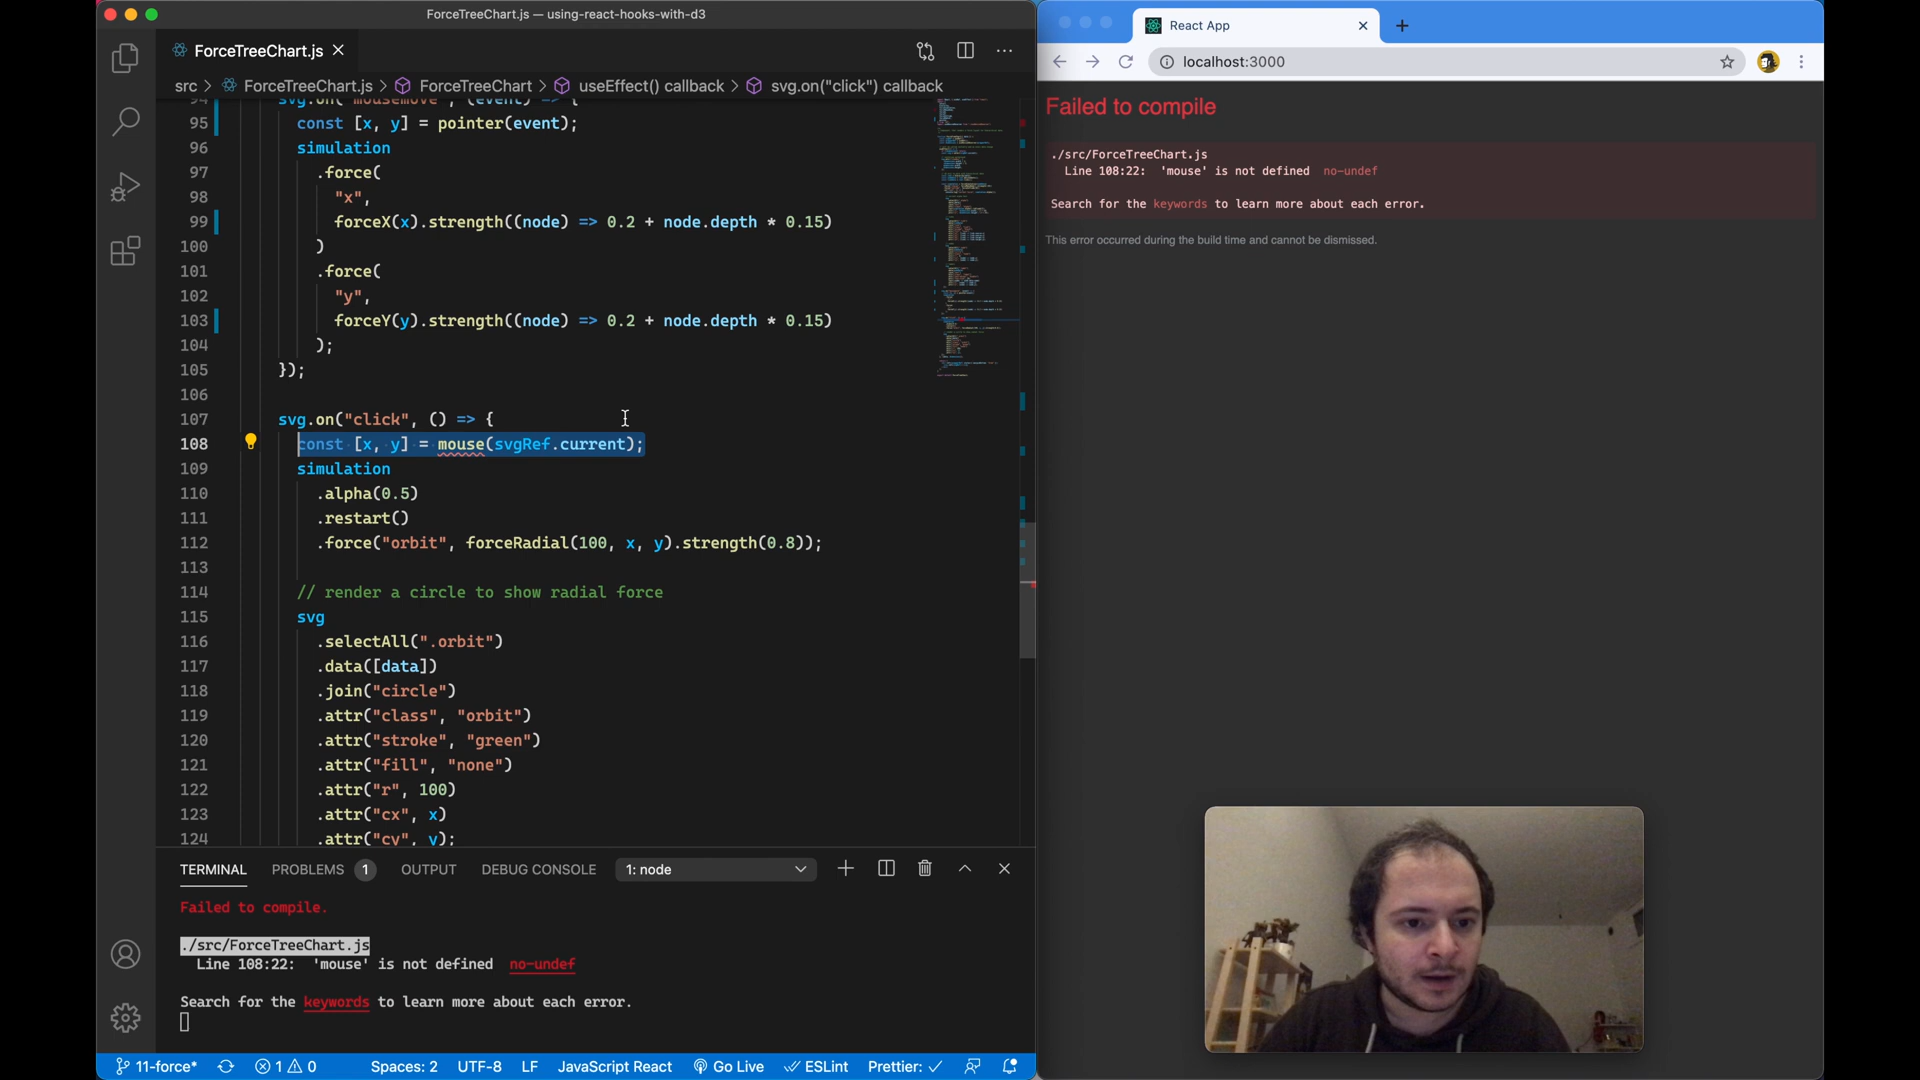 ForceTreeChart.js — using-react-hooks-with-d3
ForceTreeChart.js
src > ForceTreeChart.js > ForceTreeChart > useEffect() callback > svg.on("click") callback
94 svg.on("mousemove", (event) => {
95 const [x, y] = pointer(event);
96 simulation
97 .force(
98 "x",
99 forceX(x).strength((node) => 0.2 + node.depth * 0.15)
100 )
101 .force(
102 "y",
103 forceY(y).strength((node) => 0.2 + node.depth * 0.15)
104 );
105 });
106
107 svg.on("click", () => {
108 const [x, y] = mouse(svgRef.current);
109 simulation
110 .alpha(0.5)
111 .restart()
112 .force("orbit", forceRadial(100, x, y).strength(0.8));
113
114 // render a circle to show radial force
115 svg
116 .selectAll(".orbit")
117 .data([data])
118 .join("circle")
119 .attr("class", "orbit")
120 .attr("stroke", "green")
121 .attr("fill", "none")
122 .attr("r", 100)
123 .attr("cx", x)
124 .attr("cy", y);
TERMINAL PROBLEMS 1 OUTPUT DEBUG CONSOLE 1: node
Failed to compile.
./src/ForceTreeChart.js
Line 108:22: 'mouse' is not defined no-undef
Search for the keywords to learn more about each error.
11-force* 1 0 Spaces: 2 UTF-8 LF JavaScript React Go Live ESLint Prettier: ✓
React App
localhost:3000
Failed to compile
./src/ForceTreeChart.js
Line 108:22: 'mouse' is not defined no-undef
Search for the keywords to learn more about each error.
This error occurred during the build time and cannot be dismissed.